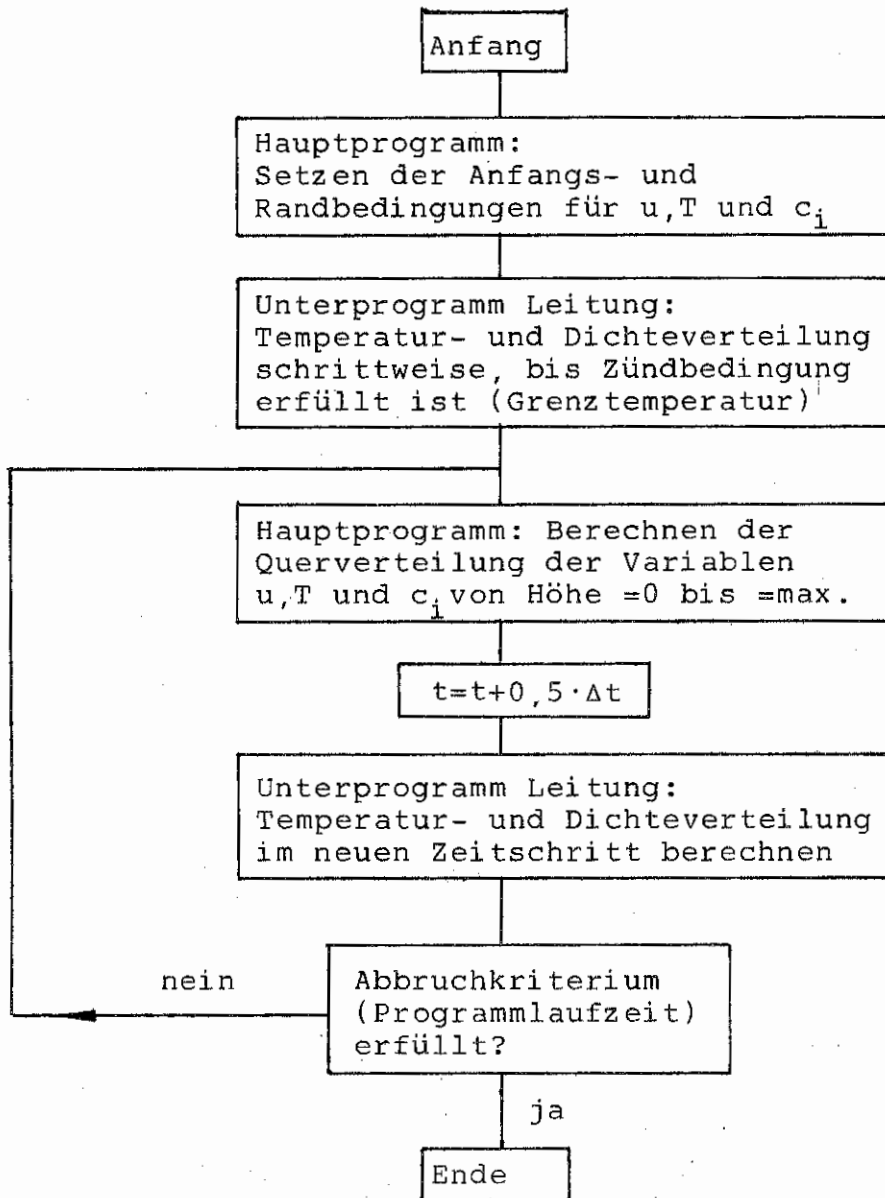 Anfang
Hauptprogramm:
Setzen der Anfangs- und
Randbedingungen für u,T und c_i
Unterprogramm Leitung:
Temperatur- und Dichteverteilung
schrittweise, bis Zündbedingung
erfüllt ist (Grenztemperatur)
Hauptprogramm: Berechnen der
Querverteilung der Variablen
u,T und c_i von Höhe =0 bis =max.
t=t+0,5·Δt
Unterprogramm Leitung:
Temperatur- und Dichteverteilung
im neuen Zeitschritt berechnen
nein
Abbruchkriterium
(Programmlaufzeit)
erfüllt?
ja
Ende